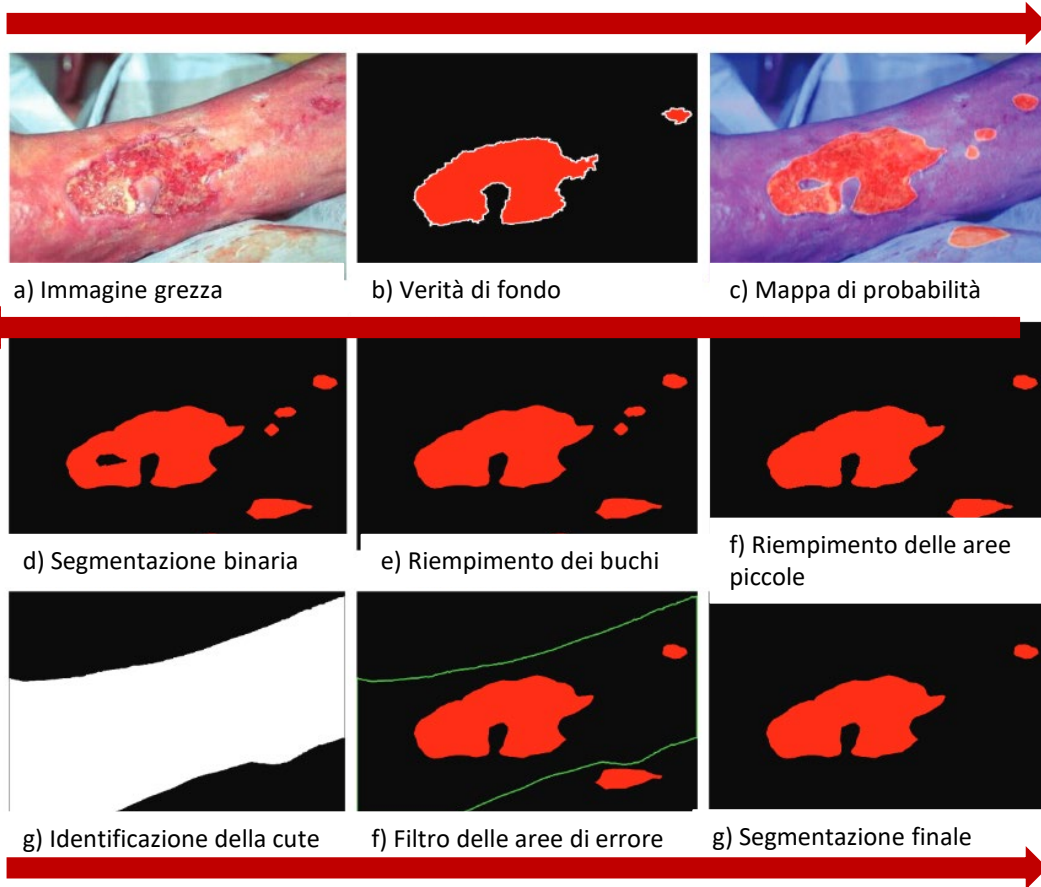 a) Immagine grezza
b) Verità di fondo
c) Mappa di probabilità
d) Segmentazione binaria
e) Riempimento dei buchi
f) Riempimento delle aree
piccole
g) Identificazione della cute
f) Filtro delle aree di errore
g) Segmentazione finale